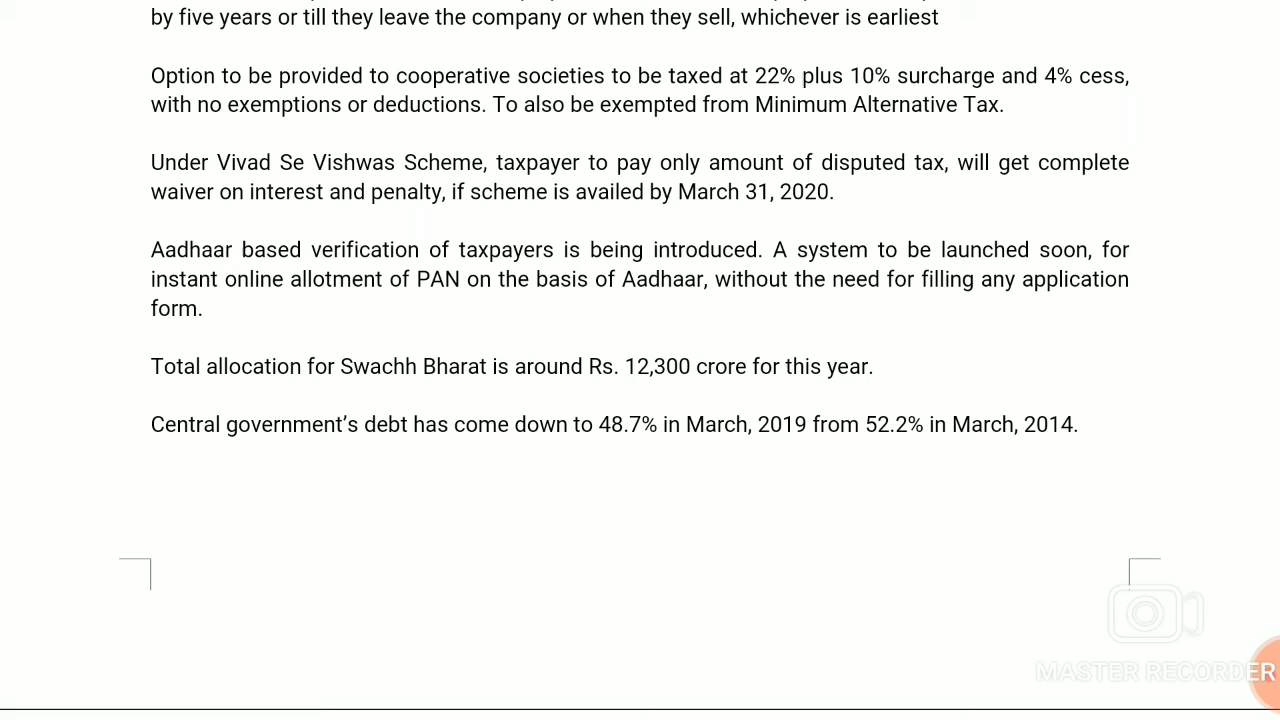 by five years or till they leave the company or when they sell, whichever is earliest
Option to be provided to cooperative societies to be taxed at 22% plus 10% surcharge and 4% cess,
with no exemptions or deductions. To also be exempted from Minimum Alternative Tax.
Under Vivad Se Vishwas Scheme, taxpayer to pay only amount of disputed tax, will get complete
waiver on interest and penalty, if scheme is availed by March 31, 2020.
Aadhaar based verification of taxpayers is being introduced. A system to be launched soon, for
instant online allotment of PAN on the basis of Aadhaar, without the need for filling any application
form.
Total allocation for Swachh Bharat is around Rs. 12,300 crore for this year.
Central government’s debt has come down to 48.7% in March, 2019 from 52.2% in March, 2014.
MASTER RECORDER